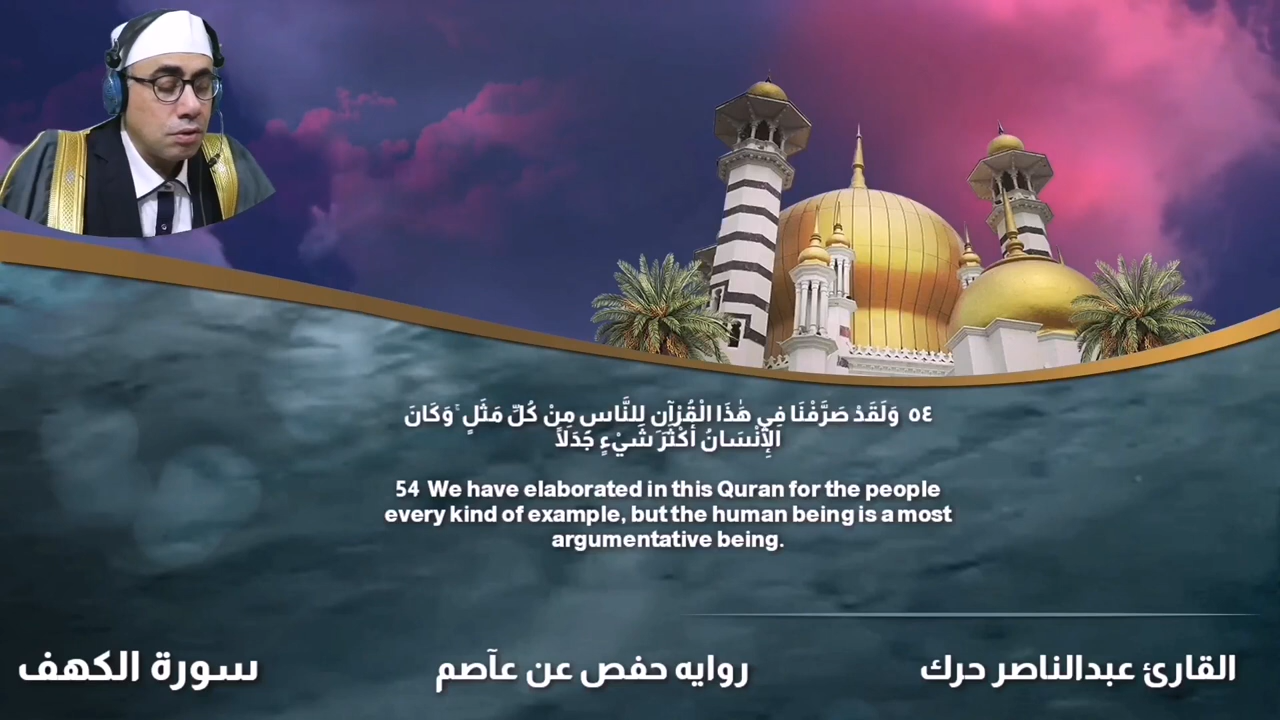 ٥٤ وَلَقَدْ صَرَّفْنَا فِي هَٰذَا الْقُرْآنِ لِلنَّاسِ مِنْ كُلِّ مَثَلٍ ۚ وَكَانَ
الْإِنْسَانُ أَكْثَرَ شَيْءٍ جَدَلًا
54 We have elaborated in this Quran for the people
every kind of example, but the human being is a most
argumentative being.
القارئ عبدالناصر حرك
روايه حفص عن عآصم
سورة الكهف